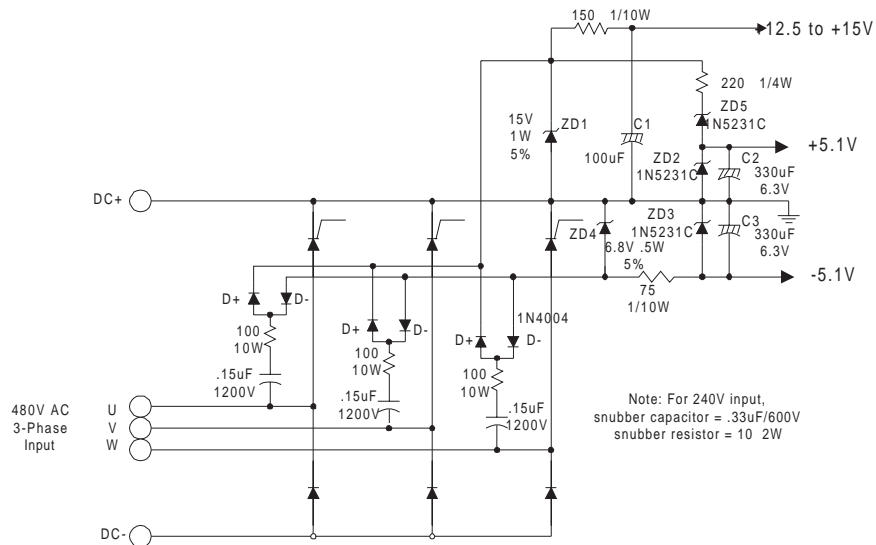 150 1/10W
12.5 to +15V
220 1/4W
ZD5
1N5231C
15V
1W
5%
ZD1
C1
100uF
+5.1V
ZD2
1N5231C
C2
330uF
6.3V
DC+
ZD4
6.8V .5W
5%
ZD3
1N5231C
C3
330uF
6.3V
-5.1V
75
1/10W
D+
D-
100
10W
.15uF
1200V
D+
D-
100
10W
.15uF
1200V
1N4004
D+
D-
100
10W
.15uF
1200V
480V AC
3-Phase
Input
U
V
W
Note: For 240V input,
snubber capacitor = .33uF/600V
snubber resistor = 10 2W
DC-